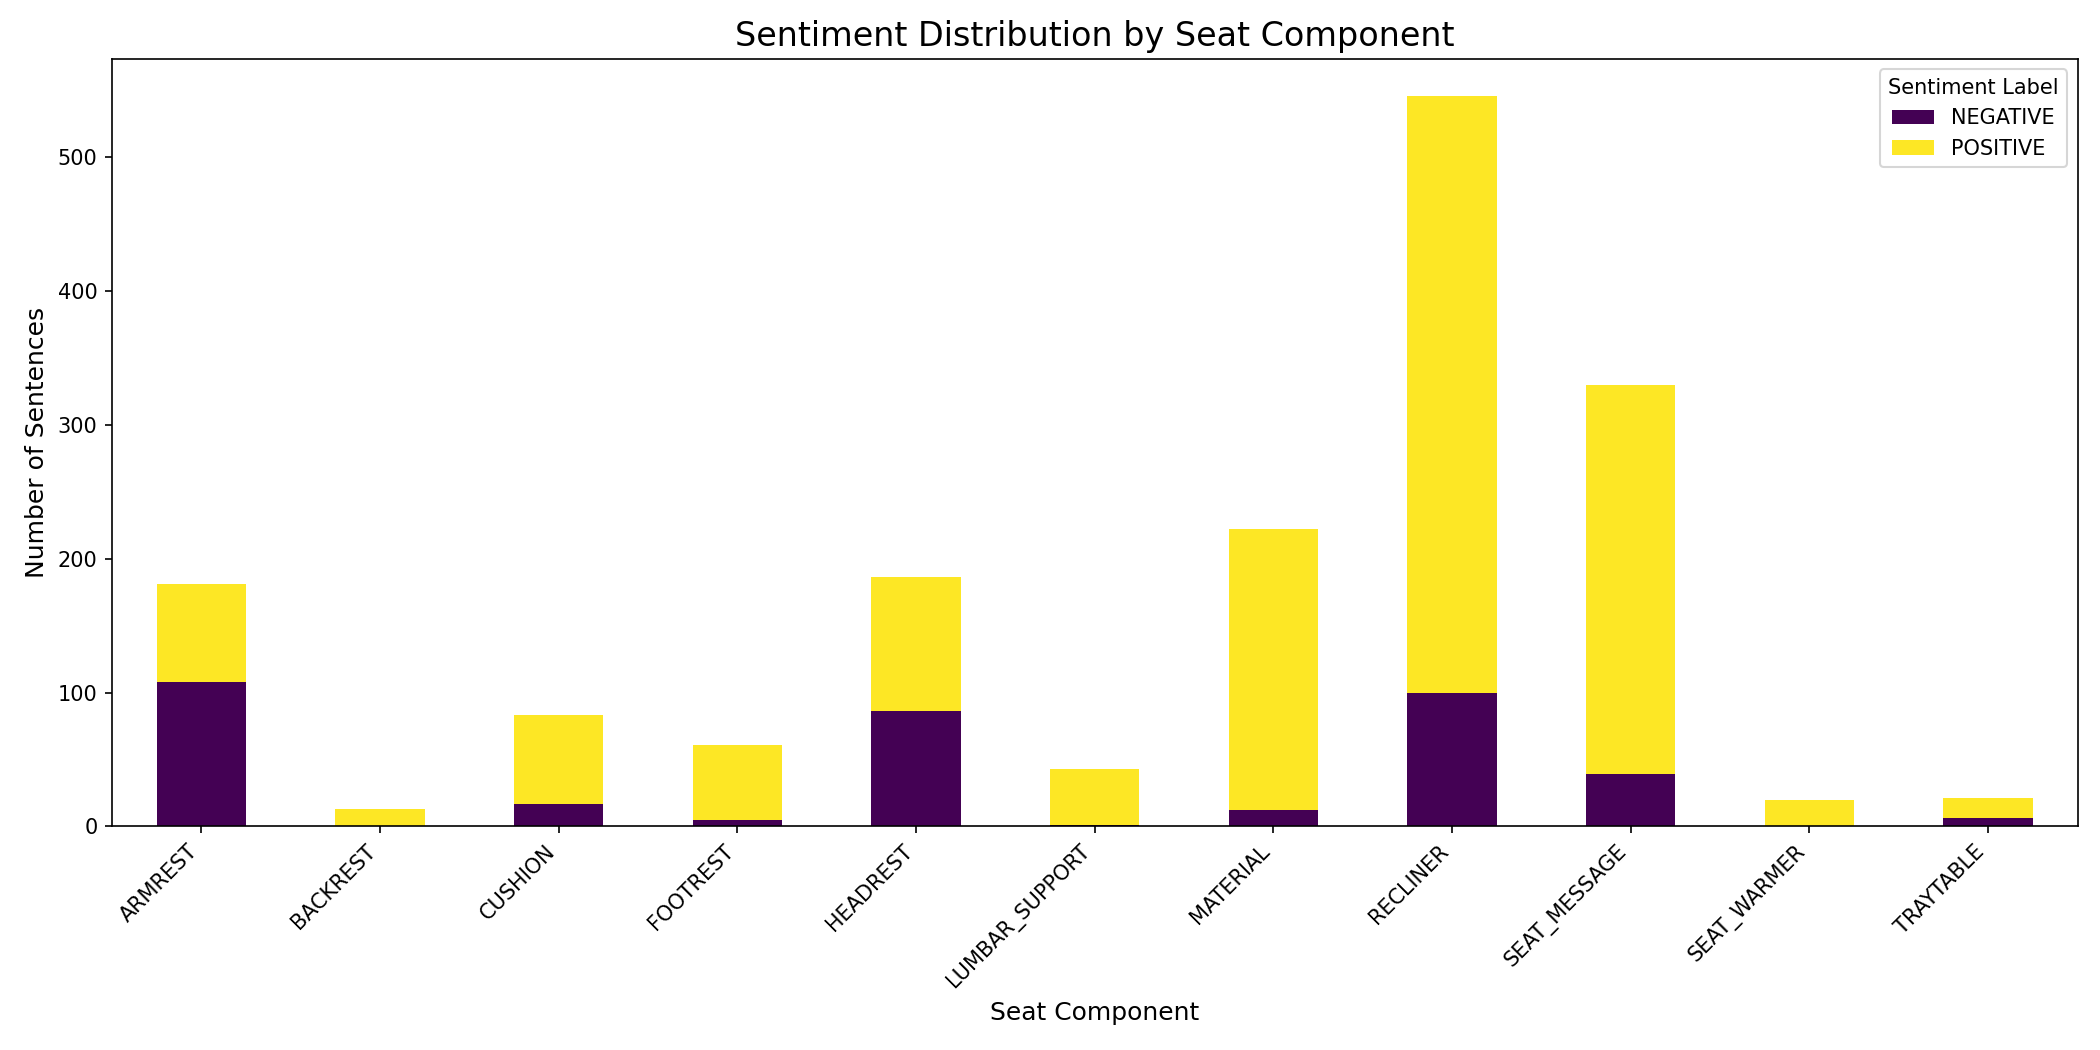 Sentiment Distribution by Seat Component
Sentiment Label
NEGATIVE
POSITIVE
Number of Sentences
500
400
300
200
100
0
ARMREST
BACKREST
CUSHION
FOOTREST
HEADREST
LUMBAR_SUPPORT
MATERIAL
RECLINER
SEAT_MESSAGE
SEAT_WARMER
TRAYTABLE
Seat Component